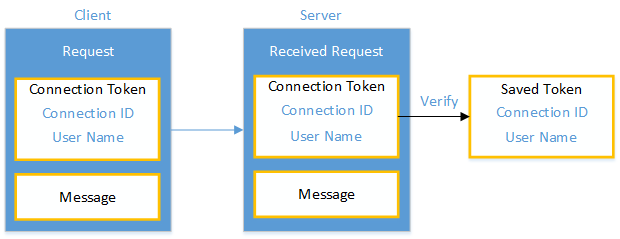 Client
Request
Connection Token
Connection ID
User Name
Message
Server
Received Request
Connection Token
Connection ID
User Name
Message
Verify
Saved Token
Connection ID
User Name